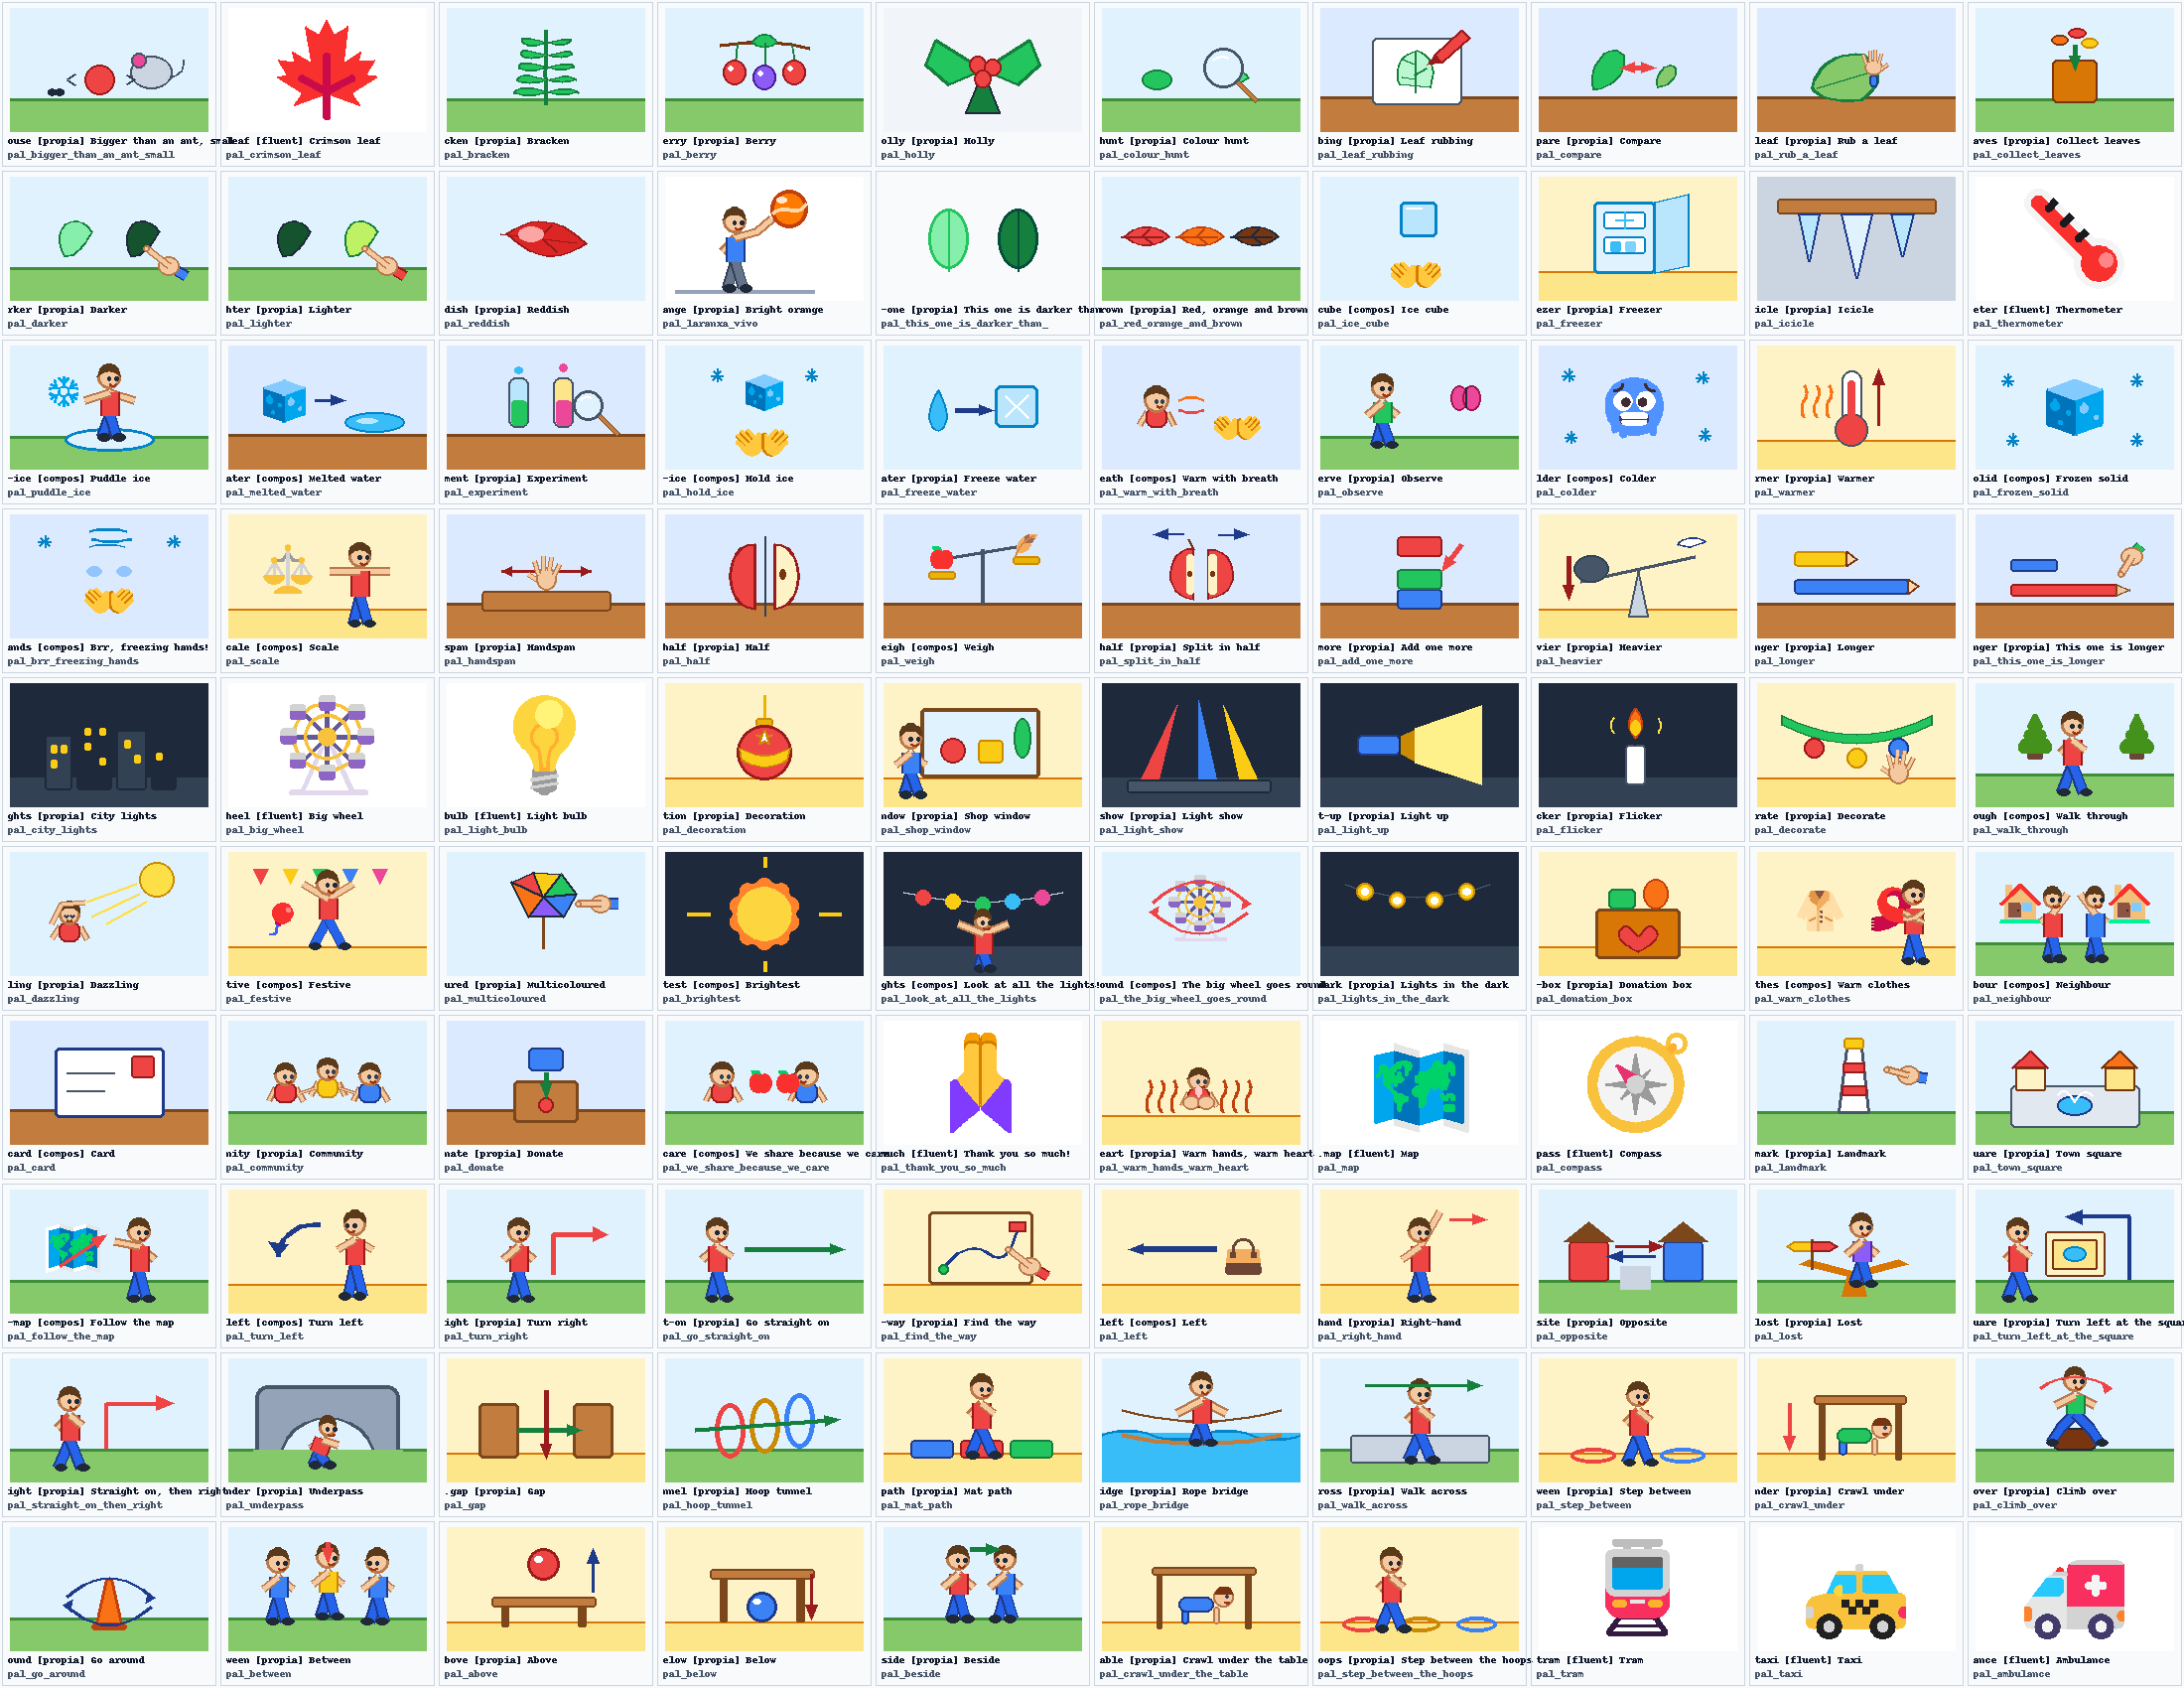 ouse [propia] Bigger than an ant, smal
pal_bigger_than_an_ant_small
leaf [fluent] Crimson leaf
pal_crimson_leaf
cken [propia] Bracken
pal_bracken
erry [propia] Berry
pal_berry
olly [propia] Holly
pal_holly
hunt [propia] Colour hunt
pal_colour_hunt
bing [propia] Leaf rubbing
pal_leaf_rubbing
pare [propia] Compare
pal_compare
leaf [propia] Rub a leaf
pal_rub_a_leaf
aves [propia] Collect leaves
pal_collect_leaves
rker [propia] Darker
pal_darker
hter [propia] Lighter
pal_lighter
dish [propia] Reddish
pal_reddish
ange [propia] Bright orange
pal_laranxa_vivo
-one [propia] This one is darker than
pal_this_one_is_darker_than_
rown [propia] Red, orange and brown
pal_red_orange_and_brown
cube [compos] Ice cube
pal_ice_cube
ezer [propia] Freezer
pal_freezer
icle [propia] Icicle
pal_icicle
eter [fluent] Thermometer
pal_thermometer
-ice [compos] Puddle ice
pal_puddle_ice
ater [compos] Melted water
pal_melted_water
ment [propia] Experiment
pal_experiment
-ice [compos] Hold ice
pal_hold_ice
ater [propia] Freeze water
pal_freeze_water
eath [compos] Warm with breath
pal_warm_with_breath
erve [propia] Observe
pal_observe
lder [compos] Colder
pal_colder
rmer [propia] Warmer
pal_warmer
olid [compos] Frozen solid
pal_frozen_solid
ands [compos] Brr, freezing hands!
pal_brr_freezing_hands
cale [compos] Scale
pal_scale
span [propia] Handspan
pal_handspan
half [propia] Half
pal_half
eigh [compos] Weigh
pal_weigh
half [propia] Split in half
pal_split_in_half
more [propia] Add one more
pal_add_one_more
vier [propia] Heavier
pal_heavier
nger [propia] Longer
pal_longer
nger [propia] This one is longer
pal_this_one_is_longer
ghts [propia] City lights
pal_city_lights
heel [fluent] Big wheel
pal_big_wheel
bulb [fluent] Light bulb
pal_light_bulb
tion [propia] Decoration
pal_decoration
ndow [propia] Shop window
pal_shop_window
show [propia] Light show
pal_light_show
t-up [propia] Light up
pal_light_up
cker [propia] Flicker
pal_flicker
rate [propia] Decorate
pal_decorate
ough [compos] Walk through
pal_walk_through
ling [propia] Dazzling
pal_dazzling
tive [compos] Festive
pal_festive
ured [propia] Multicoloured
pal_multicoloured
test [compos] Brightest
pal_brightest
ghts [compos] Look at all the lights!
pal_look_at_all_the_lights
ound [compos] The big wheel goes roun
pal_the_big_wheel_goes_round
dark [propia] Lights in the dark
pal_lights_in_the_dark
-box [propia] Donation box
pal_donation_box
thes [compos] Warm clothes
pal_warm_clothes
bour [compos] Neighbour
pal_neighbour
card [compos] Card
pal_card
nity [propia] Community
pal_community
nate [propia] Donate
pal_donate
care [compos] We share because we care
pal_we_share_because_we_care
much [fluent] Thank you so much!
pal_thank_you_so_much
eart [propia] Warm hands, warm heart
pal_warm_hands_warm_heart
.map [fluent] Map
pal_map
pass [fluent] Compass
pal_compass
mark [propia] Landmark
pal_landmark
uare [propia] Town square
pal_town_square
-map [compos] Follow the map
pal_follow_the_map
left [compos] Turn left
pal_turn_left
ight [propia] Turn right
pal_turn_right
t-on [propia] Go straight on
pal_go_straight_on
-way [propia] Find the way
pal_find_the_way
left [compos] Left
pal_left
hand [propia] Right-hand
pal_right_hand
site [propia] Opposite
pal_opposite
lost [propia] Lost
pal_lost
uare [propia] Turn left at the squar
pal_turn_left_at_the_square
ight [propia] Straight on, then right
pal_straight_on_then_right
nder [propia] Underpass
pal_underpass
.gap [propia] Gap
pal_gap
nnel [propia] Hoop tunnel
pal_hoop_tunnel
path [propia] Mat path
pal_mat_path
idge [propia] Rope bridge
pal_rope_bridge
ross [propia] Walk across
pal_walk_across
ween [propia] Step between
pal_step_between
nder [propia] Crawl under
pal_crawl_under
over [propia] Climb over
pal_climb_over
ound [propia] Go around
pal_go_around
ween [propia] Between
pal_between
bove [propia] Above
pal_above
elow [propia] Below
pal_below
side [propia] Beside
pal_beside
able [propia] Crawl under the table
pal_crawl_under_the_table
oops [propia] Step between the hoops
pal_step_between_the_hoops
tram [fluent] Tram
pal_tram
taxi [fluent] Taxi
pal_taxi
ance [fluent] Ambulance
pal_ambulance